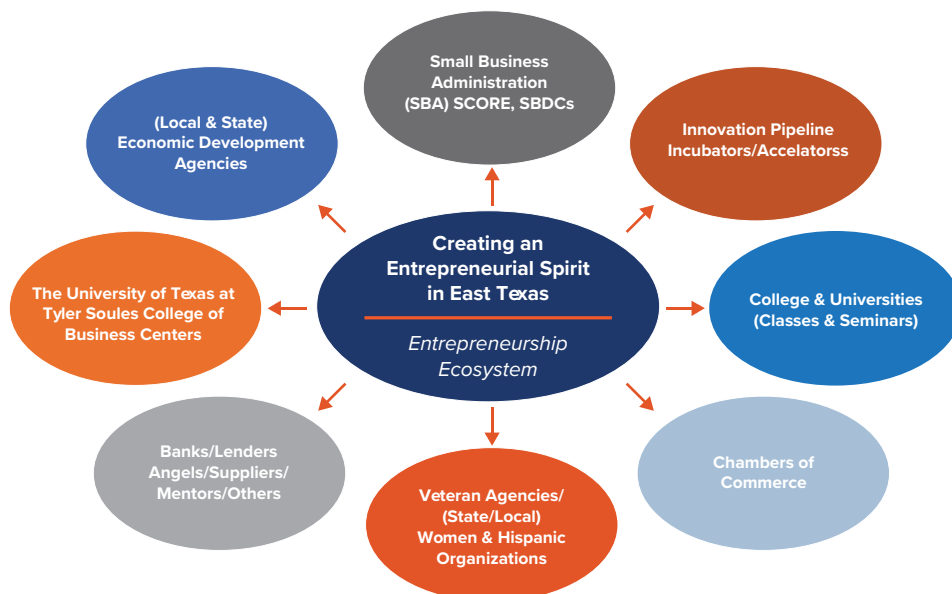 Small Business
Administration
(SBA) SCORE, SBDCs
(Local & State)
Economic Development
Agencies
Innovation Pipeline
Incubators/Accelatorss
Creating an
Entrepreneurial Spirit
in East Texas
Entrepreneurship
Ecosystem
The University of Texas at
Tyler Soules College of
Business Centers
College & Universities
(Classes & Seminars)
Banks/Lenders
Angels/Suppliers/
Mentors/Others
Chambers of
Commerce
Veteran Agencies/
(State/Local)
Women & Hispanic
Organizations